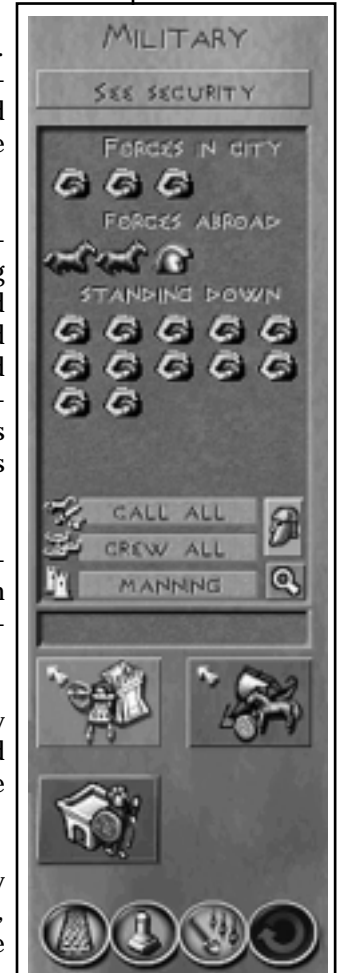 MILITARY
SEE SECURITY
FORCES IN CITY
FORCES ABROAD
STANDING DOWN
CALL ALL
CREW ALL
MANNING